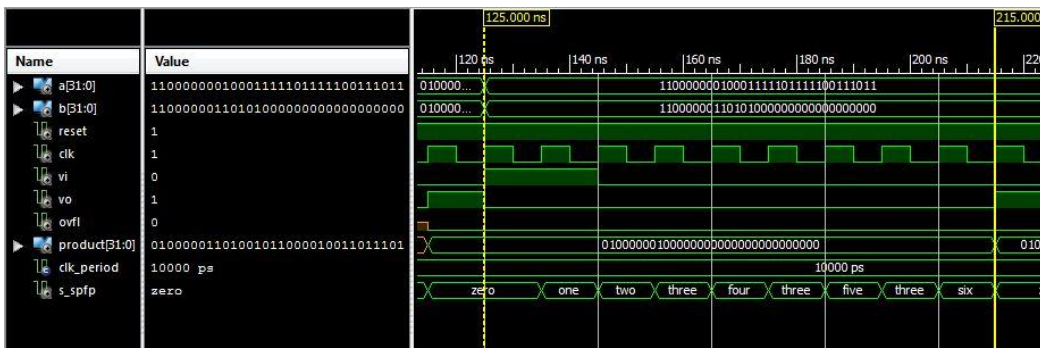 125.000 ns 215.000
Name Value 120 ns 140 ns 160 ns 180 ns 200 ns 22
a[31:0] 11000000010001111101111100111011 010000... 11000000010001111101111100111011
b[31:0] 11000000110101000000000000000000 010000... 11000000110101000000000000000000
reset 1
clk 1
vi 0
vo 1
ovfl 0
product[31:0] 01000001101001011000010011011101 01000000100000000000000000000000 010
clk_period 10000 ps 10000 ps
s_spfp zero zero one two three four three five three six